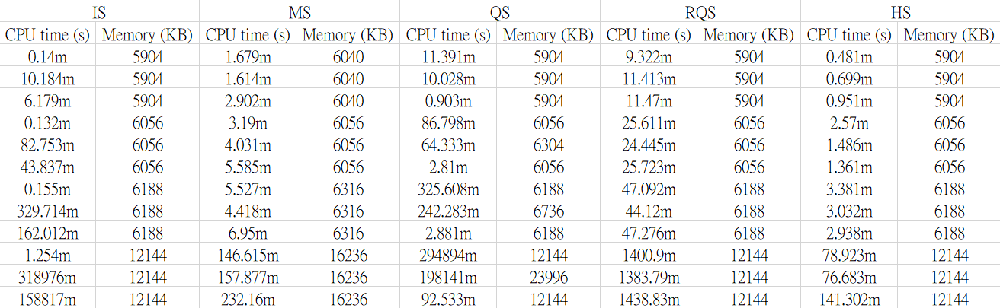 IS MS QS RQS HS
CPU time (s) Memory (KB) CPU time (s) Memory (KB) CPU time (s) Memory (KB) CPU time (s) Memory (KB) CPU time (s) Memory (KB)
0.14m 5904 1.679m 6040 11.391m 5904 9.322m 5904 0.481m 5904
10.184m 5904 1.614m 6040 10.028m 5904 11.413m 5904 0.699m 5904
6.179m 5904 2.902m 6040 0.903m 5904 11.47m 5904 0.951m 5904
0.132m 6056 3.19m 6056 86.798m 6056 25.611m 6056 2.57m 6056
82.753m 6056 4.031m 6056 64.333m 6304 24.445m 6056 1.486m 6056
43.837m 6056 5.585m 6056 2.81m 6056 25.723m 6056 1.361m 6056
0.155m 6188 5.527m 6316 325.608m 6188 47.092m 6188 3.381m 6188
329.714m 6188 4.418m 6316 242.283m 6736 44.12m 6188 3.032m 6188
162.012m 6188 6.95m 6316 2.881m 6188 47.276m 6188 2.938m 6188
1.254m 12144 146.615m 16236 294894m 12144 1400.9m 12144 78.923m 12144
318976m 12144 157.877m 16236 198141m 23996 1383.79m 12144 76.683m 12144
158817m 12144 232.16m 16236 92.533m 12144 1438.83m 12144 141.302m 12144